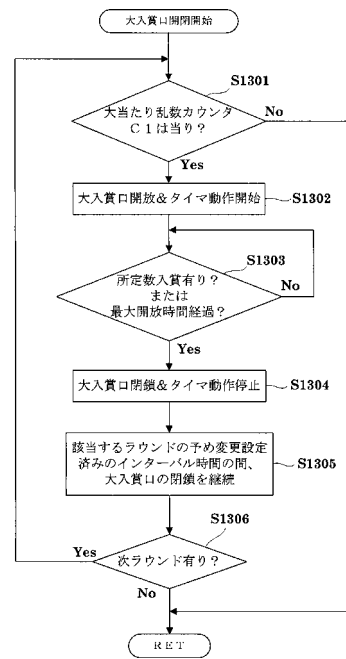 大入賞口開閉開始
S1301
大当たり乱数カウンタ
C1は当り？
No
Yes
大入賞口開放&タイマ動作開始
S1302
S1303
所定数入賞有り？
または
最大開放時間経過？
No
Yes
大入賞口閉鎖&タイマ動作停止
S1304
該当するラウンドの予め変更設定
済みのインターバル時間の間、
大入賞口の閉鎖を継続
S1305
S1306
Yes
次ラウンド有り？
No
RET